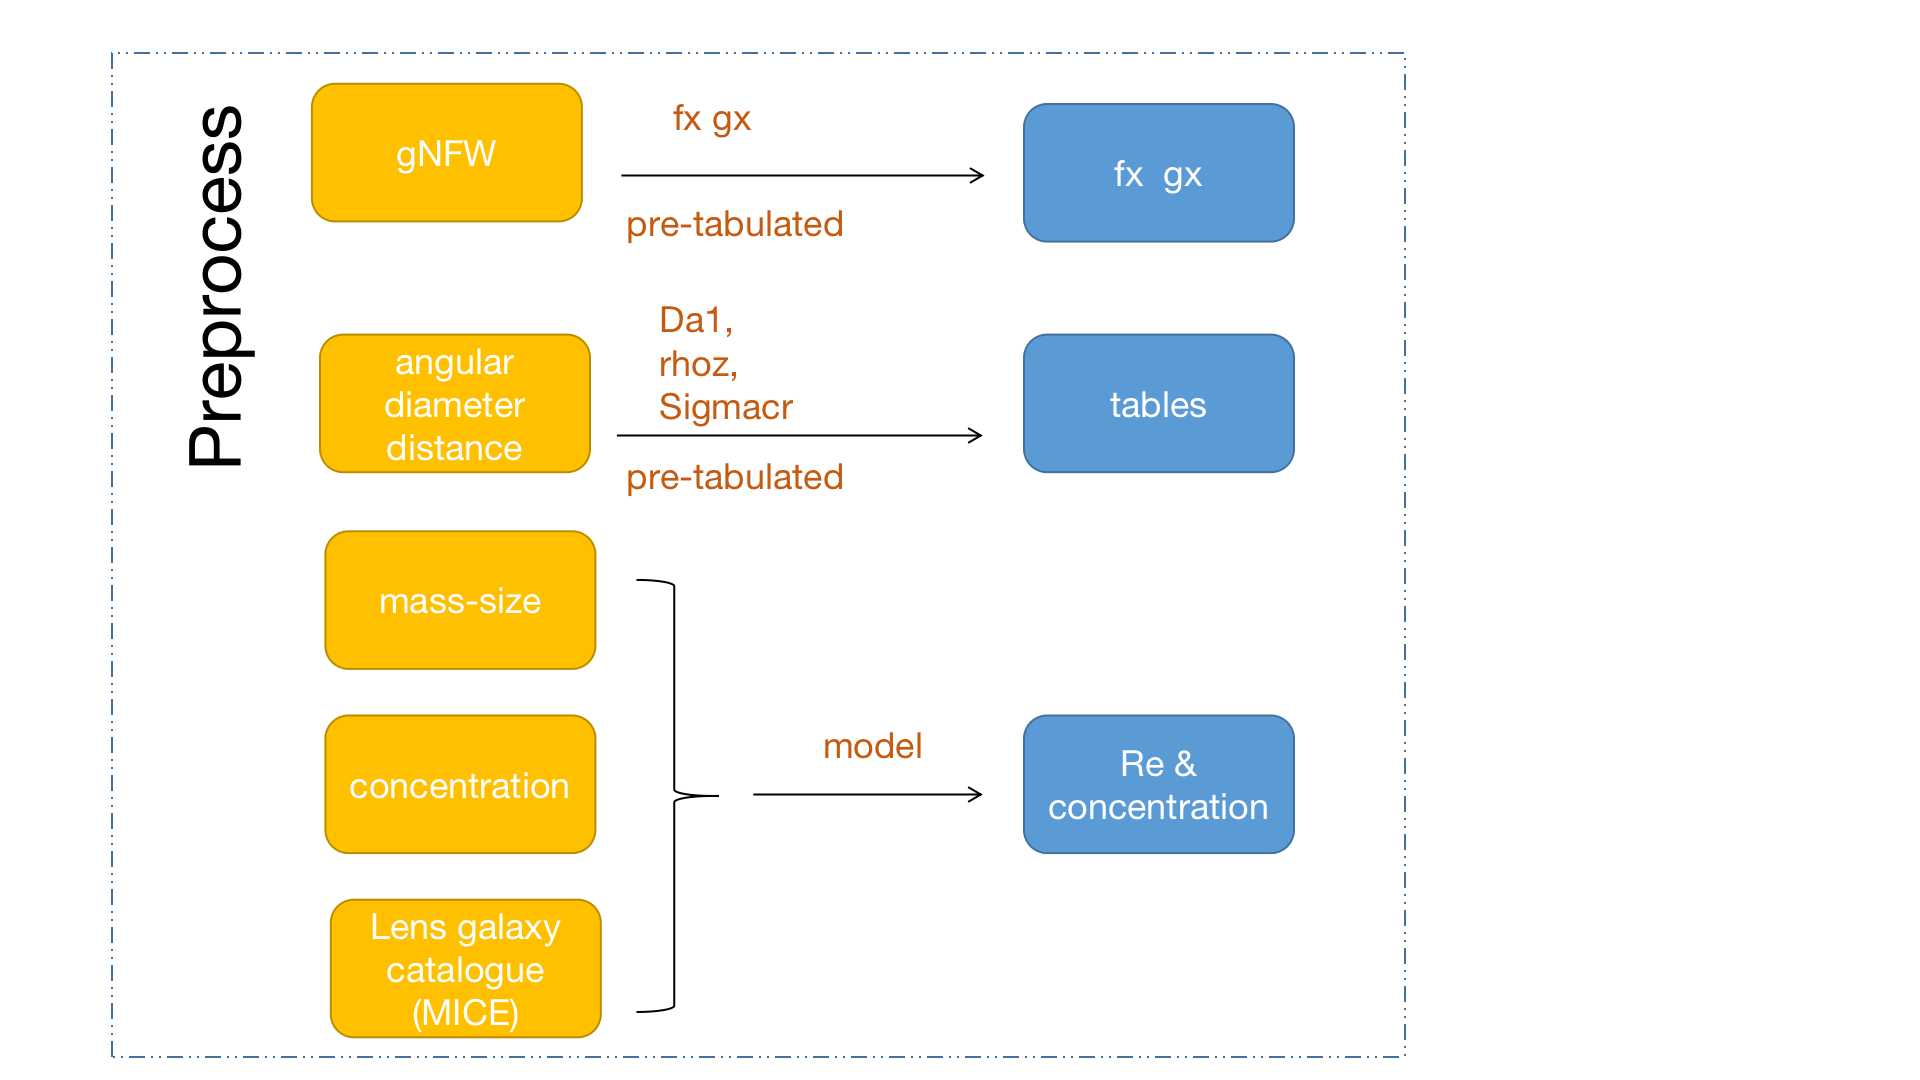 Preprocess
gNFW
fx gx
pre-tabulated
fx  gx
angular
diameter
distance
Da1,
rhoz,
Sigmacr
pre-tabulated
tables
mass-size
concentration
Lens galaxy
catalogue
(MICE)
model
Re &
concentration